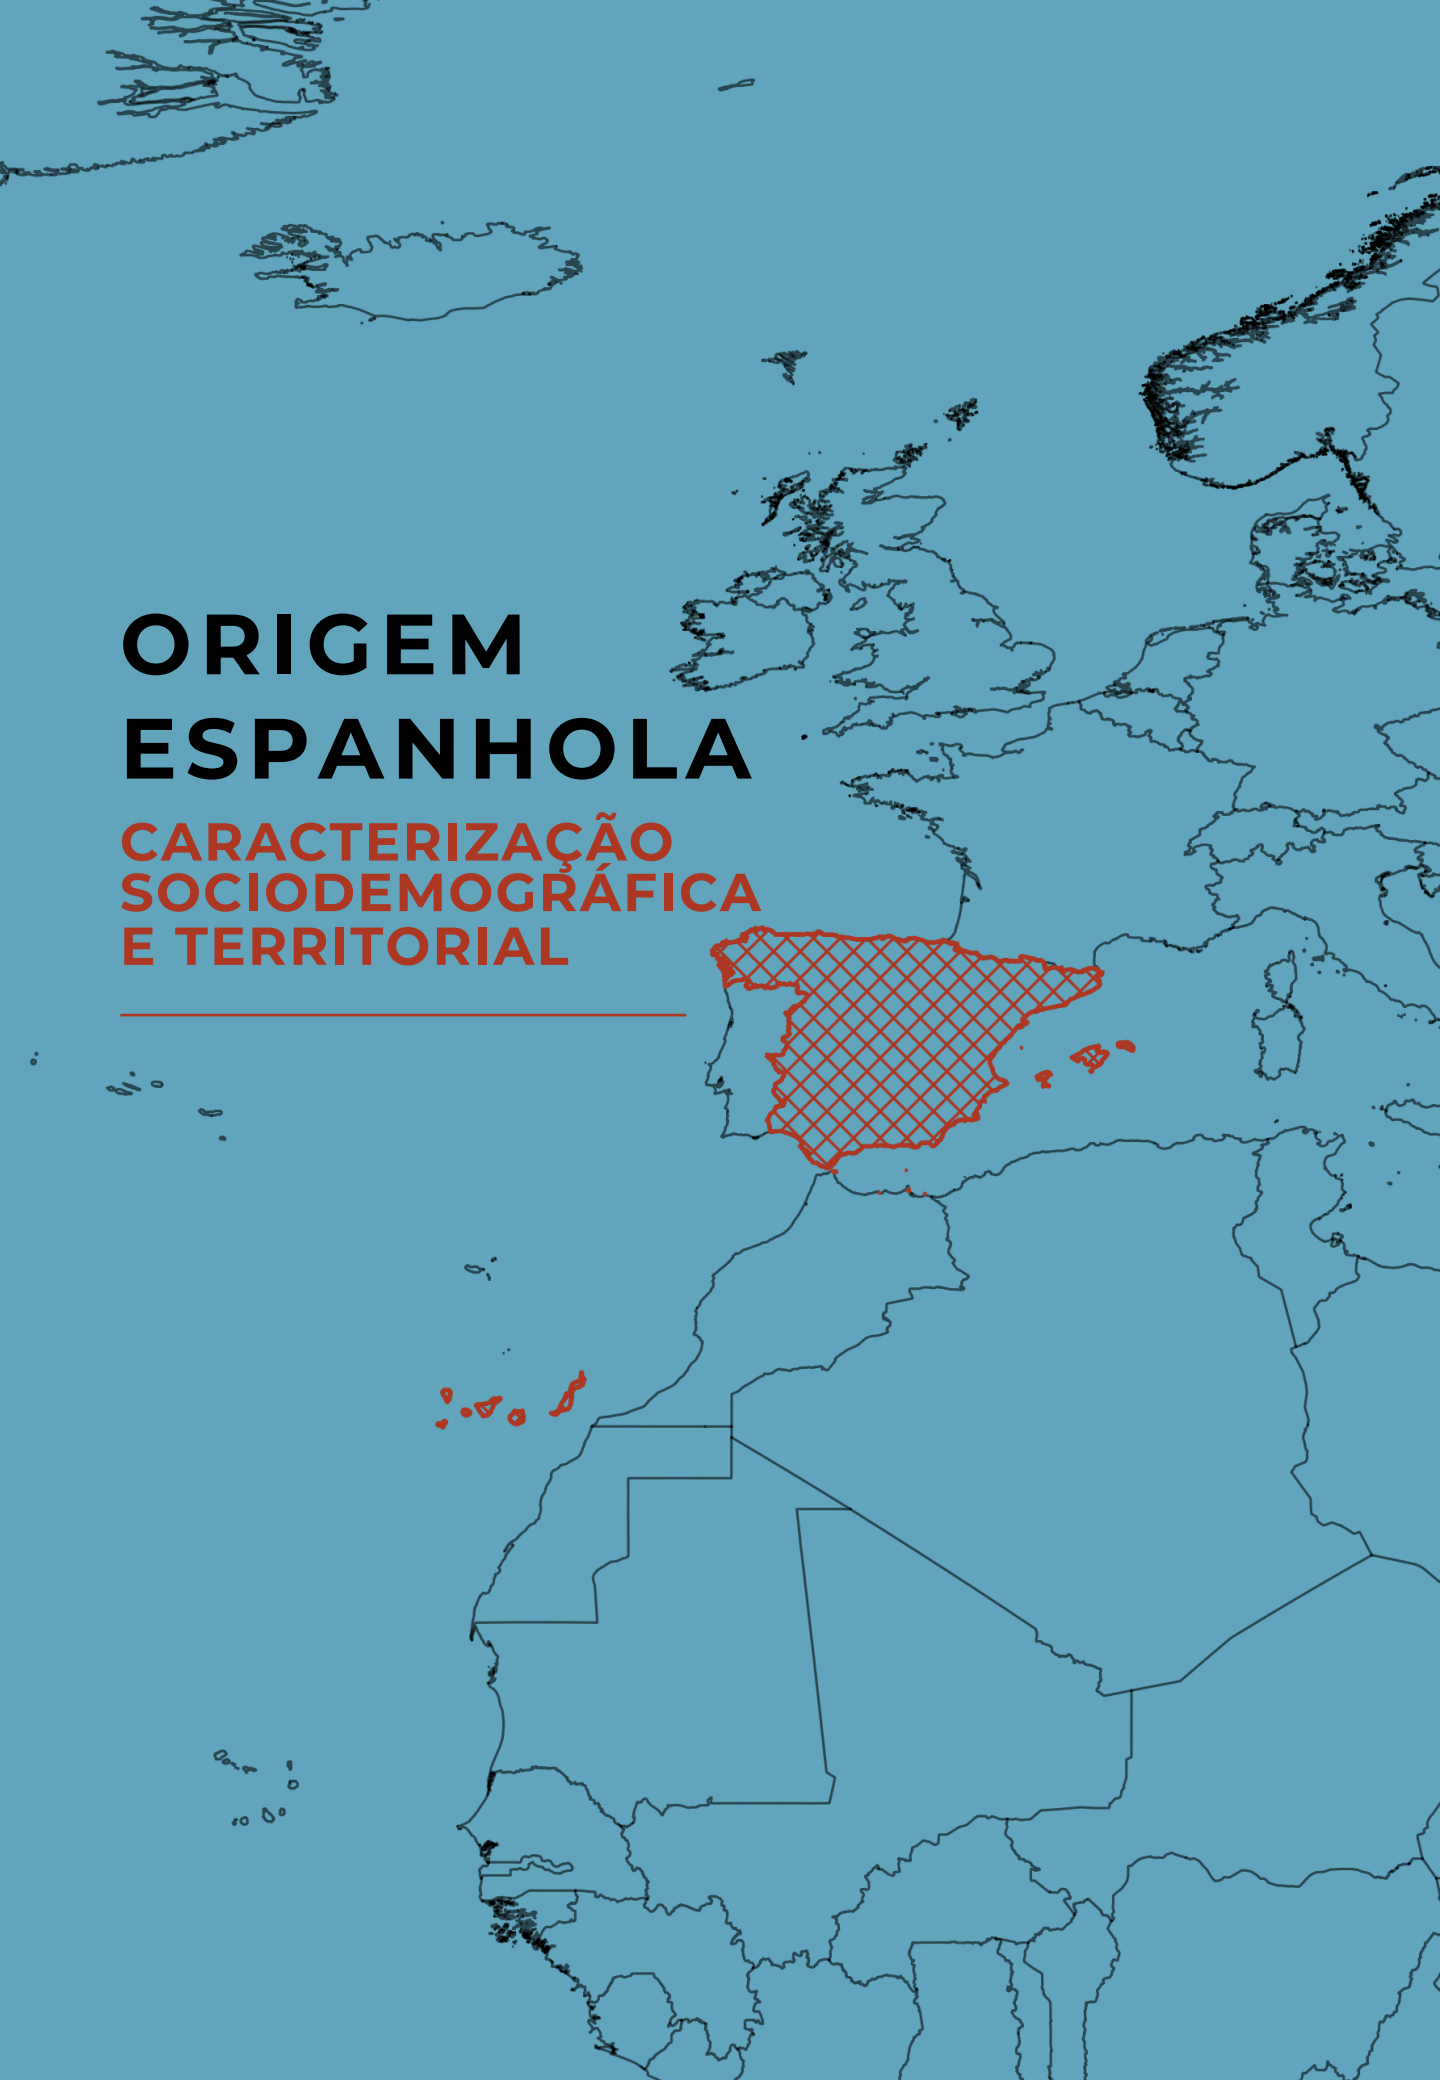 ORIGEM
ESPANHOLA
CARACTERIZAÇÃO
SOCIODEMOGRÁFICA
E TERRITORIAL